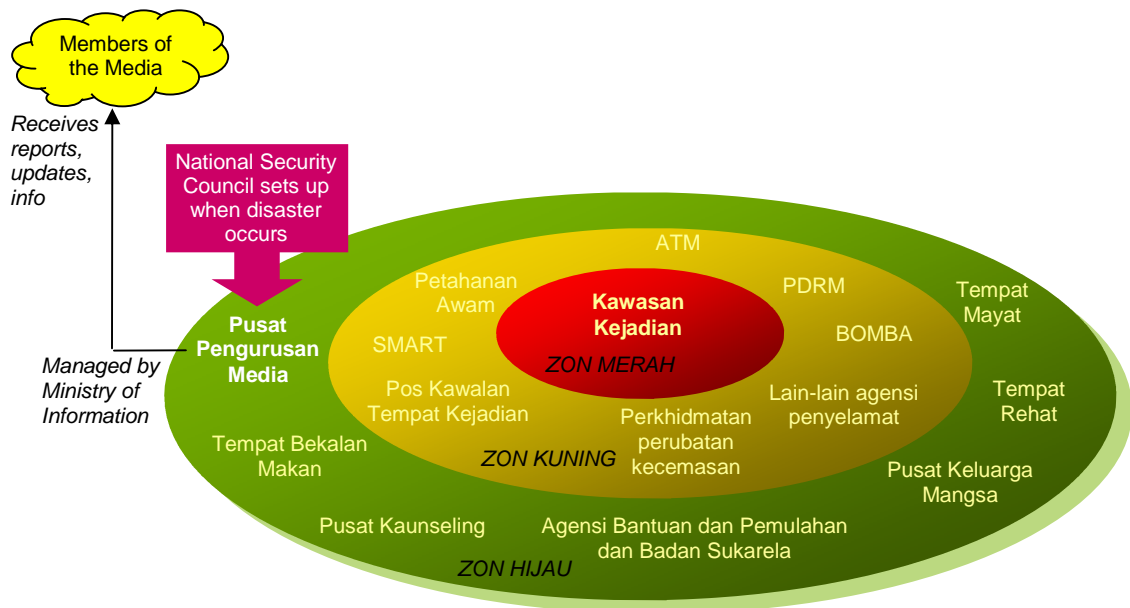 Members of
the Media
Receives
reports,
updates,
info
National Security
Council sets up
when disaster
occurs
Pusat
Pengurusan
Media
Managed by
Ministry of
Information
ATM
Petahanan
Awam
PDRM
SMART
BOMBA
Kawasan
Kejadian
ZON MERAH
Pos Kawalan
Tempat Kejadian
Lain-lain agensi
penyelamat
Perkhidmatan
perubatan
kecemasan
ZON KUNING
Tempat
Mayat
Tempat
Rehat
Tempat Bekalan
Makan
Pusat Keluarga
Mangsa
Pusat Kaunseling
Agensi Bantuan dan Pemulahan
dan Badan Sukarela
ZON HIJAU